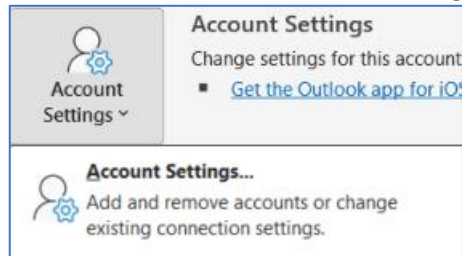 Account Settings
Change settings for this account
Get the Outlook app for iOS
Account
Settings
Account Settings...
Add and remove accounts or change
existing connection settings.